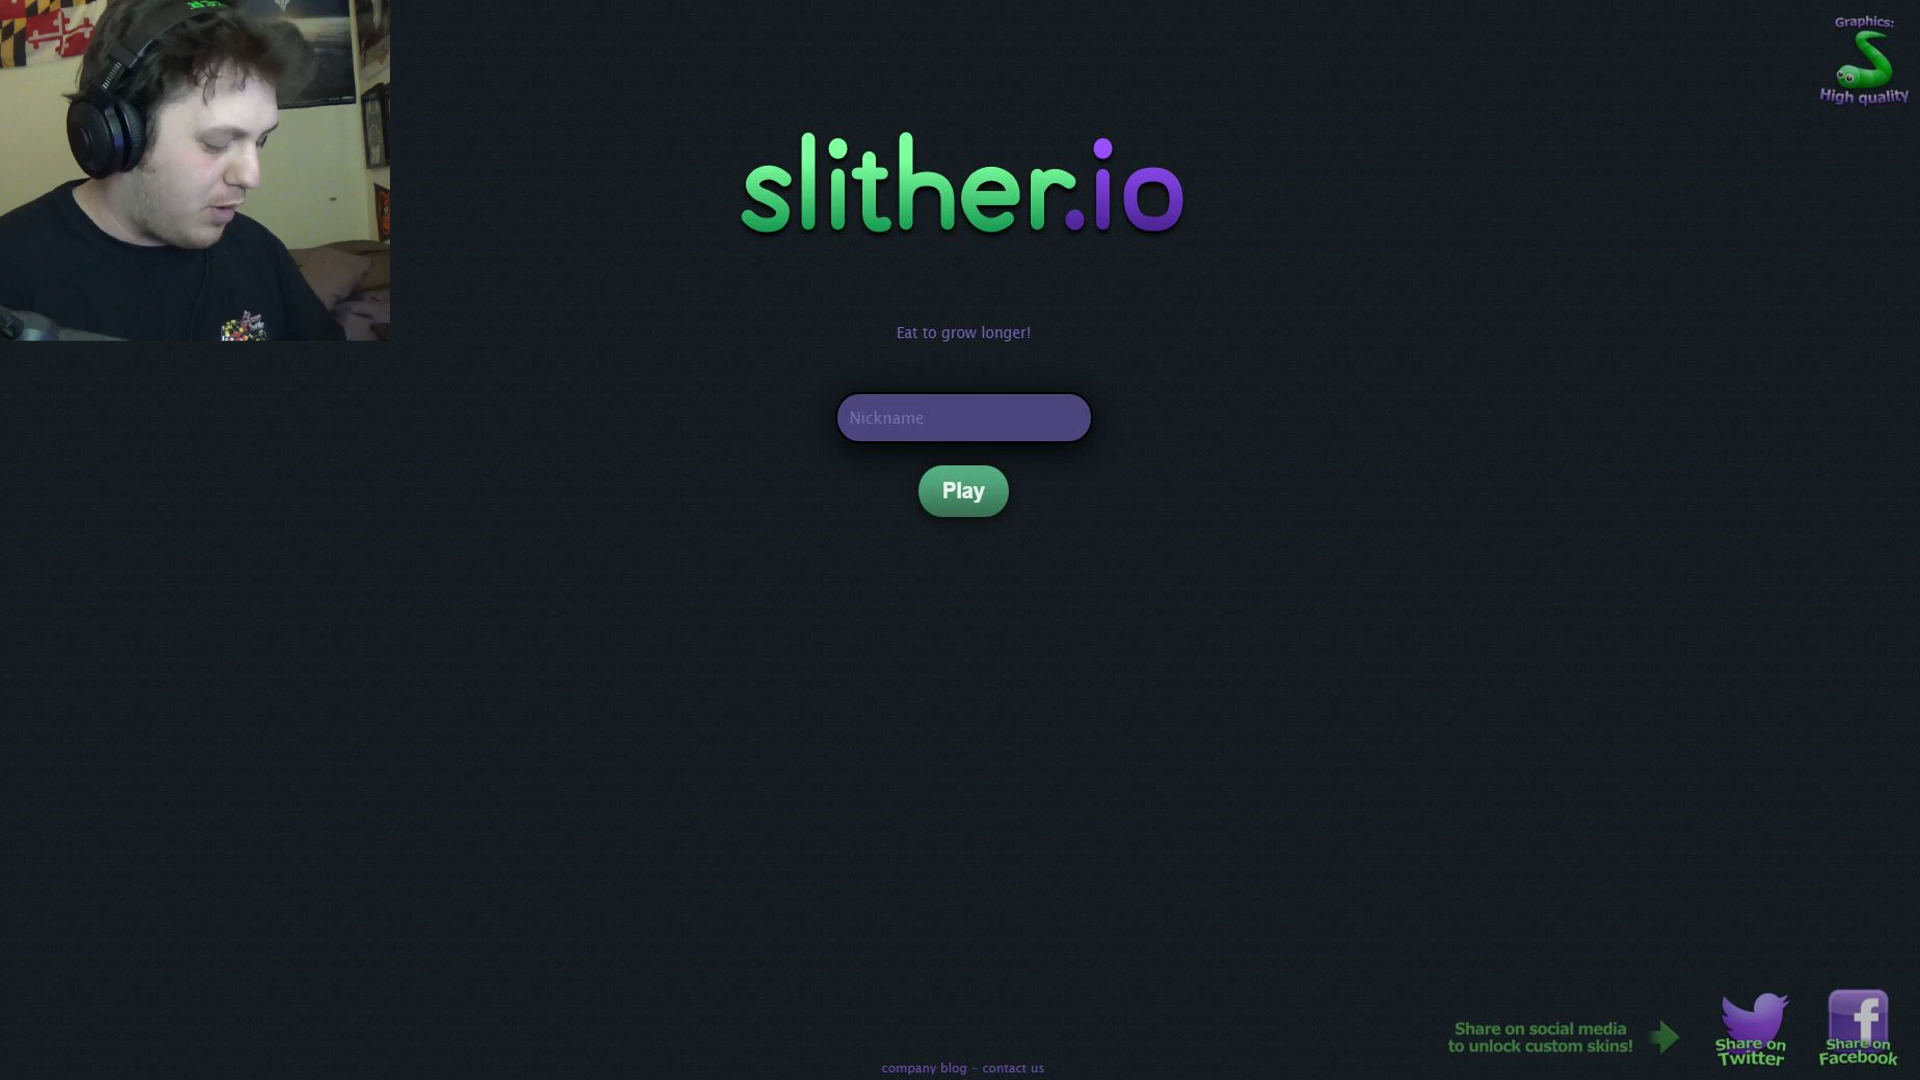 Graphics:
High quality
slither.io
Eat to grow longer!
Nickname
Play
Share on social media
to unlock custom skins!
Share on
Twitter
Share on
Facebook
company blog - contact us